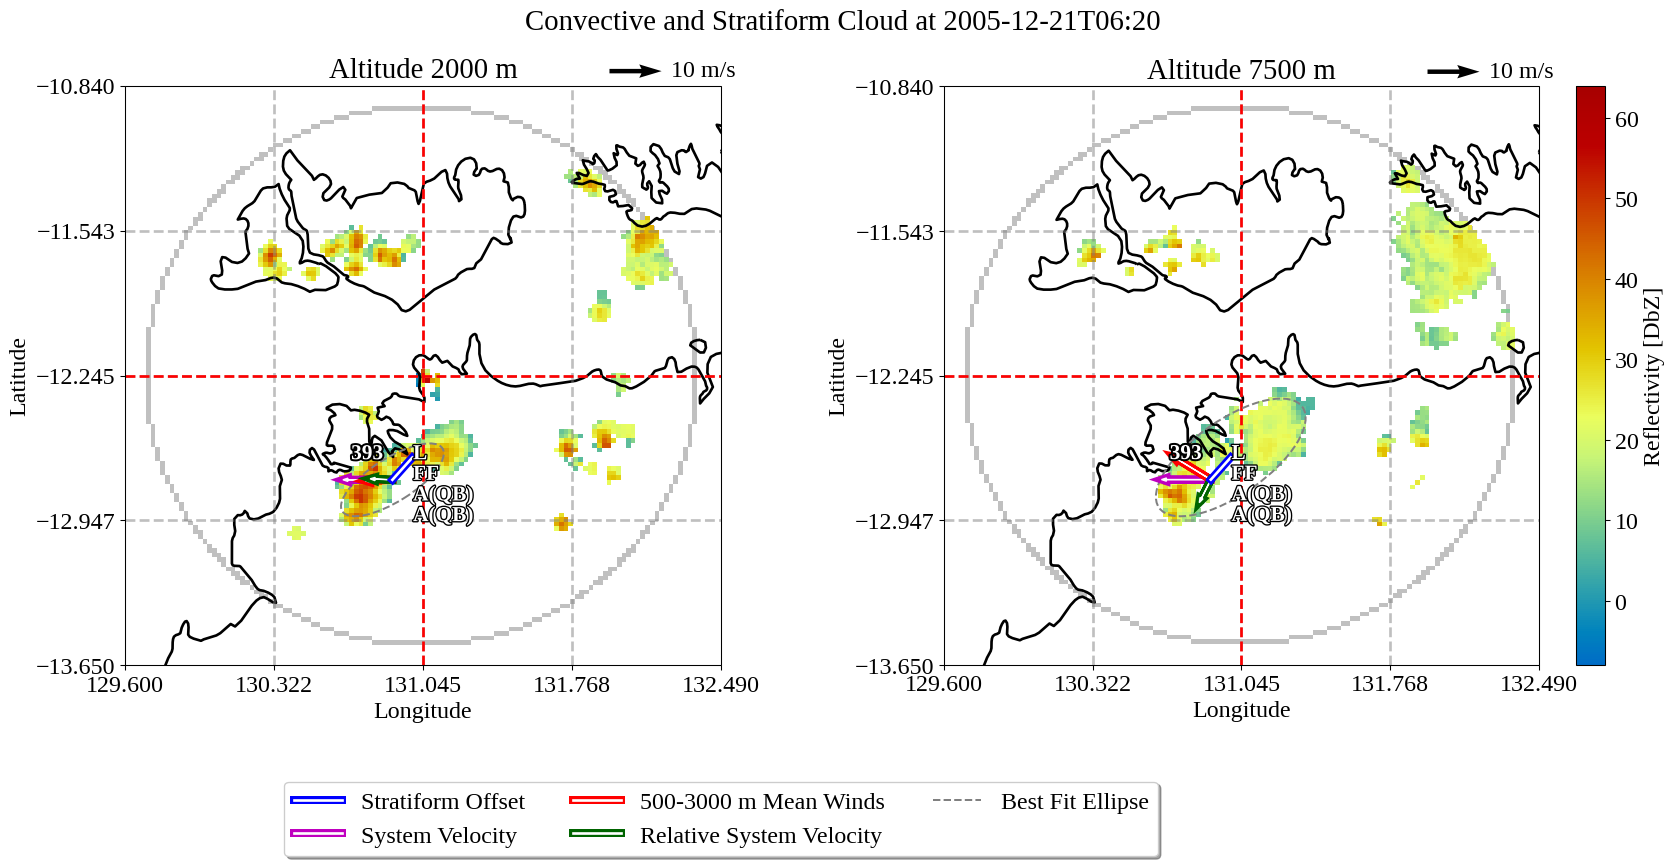 Convective and Stratiform Cloud at 2005-12-21T06:20
Altitude 2000 m
10 m/s
−10.840
−11.543
−12.245
−12.947
−13.650
129.600
130.322
131.045
131.768
132.490
Latitude
Longitude
393
L
FF
A(QB)
A(QB)
Altitude 7500 m
10 m/s
−10.840
−11.543
−12.245
−12.947
−13.650
129.600
130.322
131.045
131.768
132.490
Latitude
Longitude
393
L
FF
A(QB)
A(QB)
60
50
40
30
20
10
0
Reflectivity [DbZ]
Stratiform Offset
System Velocity
500-3000 m Mean Winds
Relative System Velocity
Best Fit Ellipse